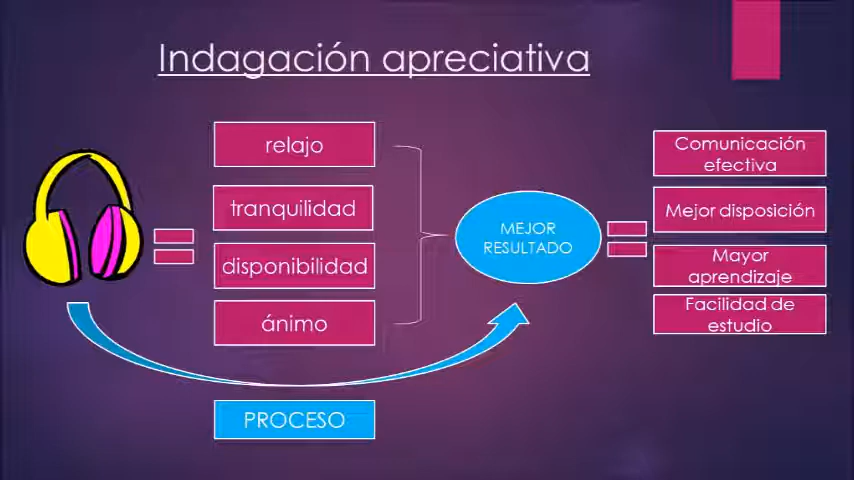 Indagación apreciativa
relajo
tranquilidad
disponibilidad
ánimo
PROCESO
MEJOR
RESULTADO
Comunicación
efectiva
Mejor disposición
Mayor
aprendizaje
Facilidad de
estudio